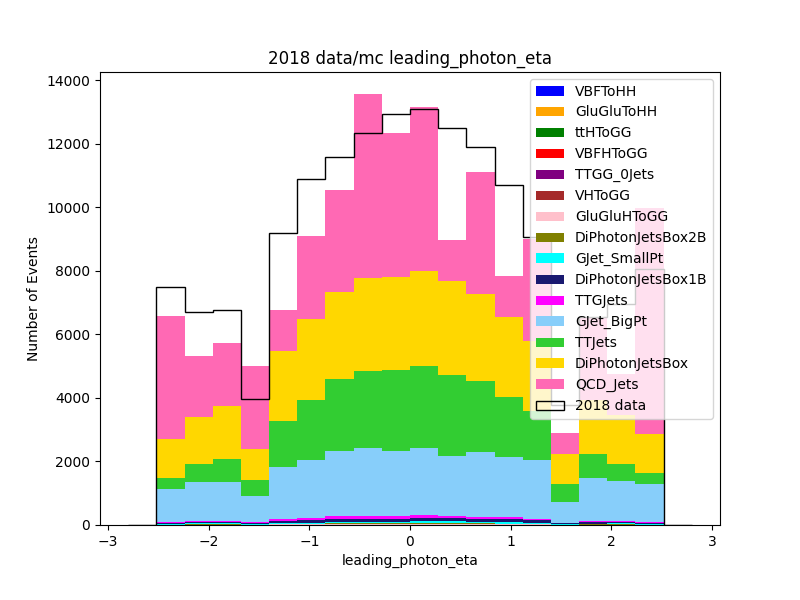 2018 data/mc leading_photon_eta
14000
12000
10000
8000
6000
4000
2000
0
Number of Events
VBFToHH
GluGluToHH
ttHToGG
VBFHToGG
TTGG_0Jets
VHToGG
GluGluHToGG
DiPhotonJetsBox2B
GJet_SmallPt
DiPhotonJetsBox1B
TTGJets
GJet_BigPt
TTJets
DiPhotonJetsBox
QCD_Jets
2018 data
−3 −2 −1 0 1 2 3
leading_photon_eta